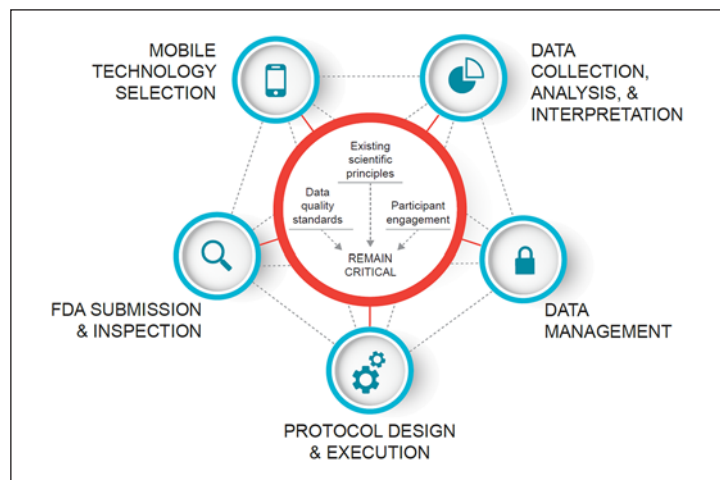 MOBILE
TECHNOLOGY
SELECTION
DATA
COLLECTION,
ANALYSIS, &
INTERPRETATION
Existing
scientific
principles
Data
quality
standards
Participant
engagement
REMAIN
CRITICAL
FDA SUBMISSION
& INSPECTION
DATA
MANAGEMENT
PROTOCOL DESIGN
& EXECUTION